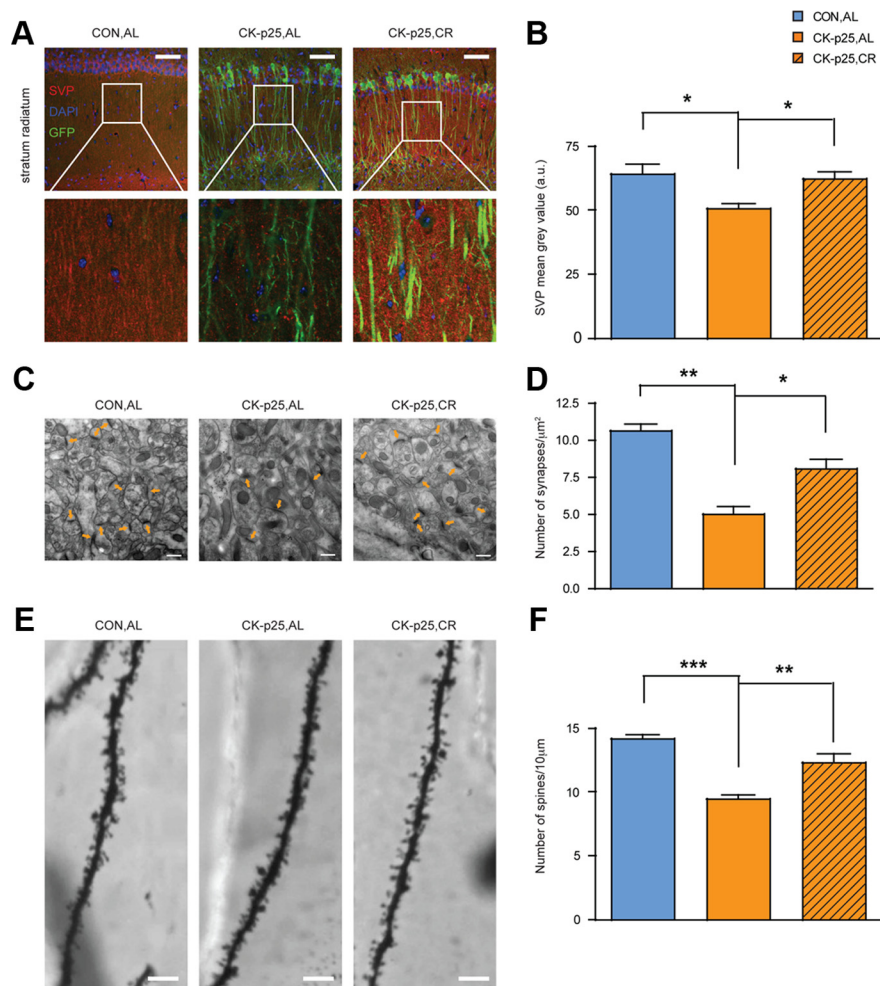 A
CON,AL
CK-p25,AL
CK-p25,CR
stratum radiatum
SVP
DAPI
GFP
B
CON,AL
CK-p25,AL
CK-p25,CR
* *
SVP mean grey value (a.u.)
75
50
25
0
C
CON,AL
CK-p25,AL
CK-p25,CR
D
** *
Number of synapses/µm²
12.5
10.0
7.5
5.0
2.5
0.0
E
CON,AL
CK-p25,AL
CK-p25,CR
F
*** **
Number of spines/10µm
15
10
5
0